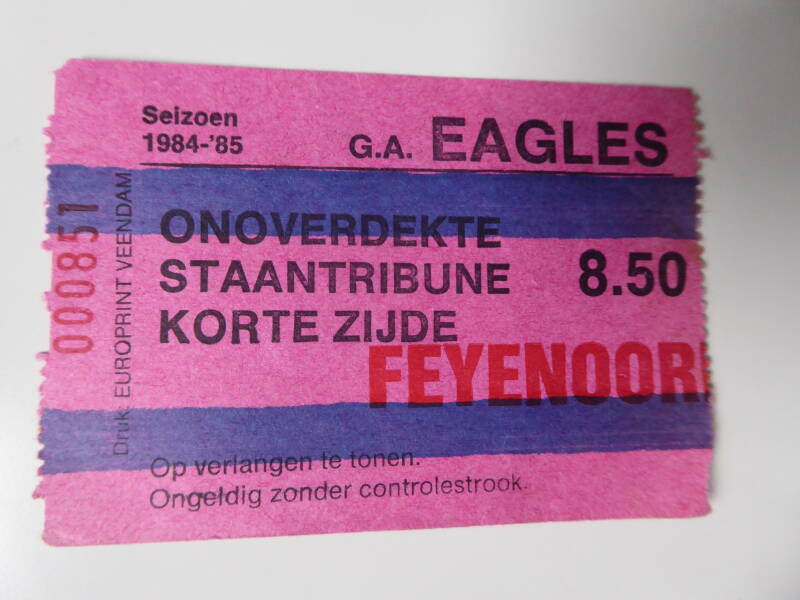 Seizoen
1984-'85
G.A. EAGLES
ONOVERDEKTE
STAANTRIBUNE 8.50
KORTE ZIJDE
FEYENOOR
Op verlangen te tonen.
Ongeldig zonder controlestrook.
000851
Druk: EUROPRINT VEENDAM